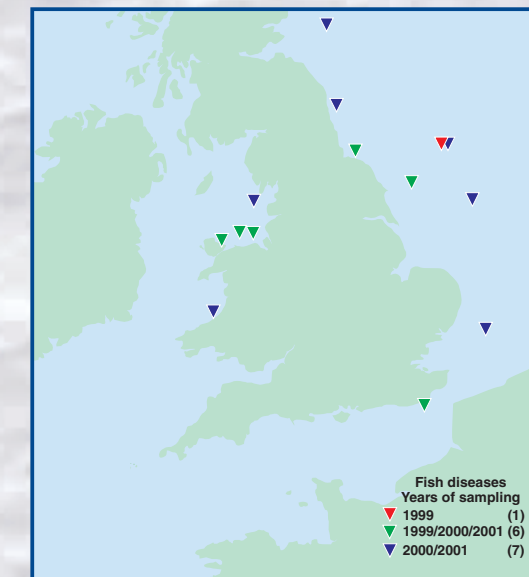 Fish diseases
Years of sampling
1999 (1)
1999/2000/2001 (6)
2000/2001 (7)